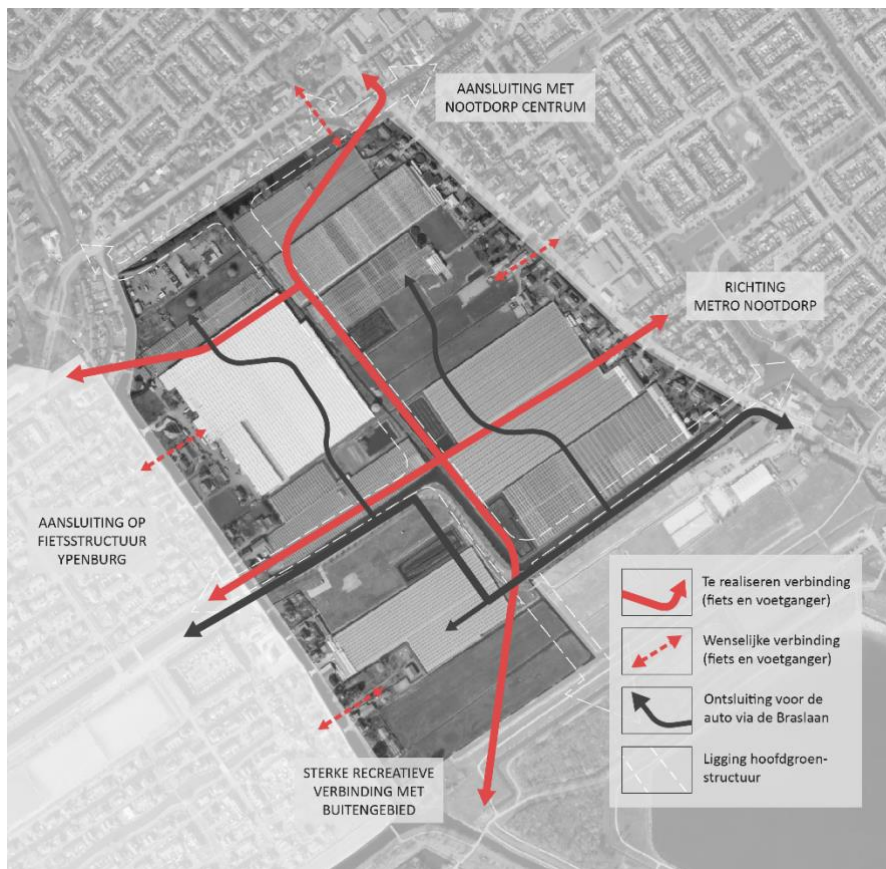 AANSLUITING MET
NOOTDORP CENTRUM
RICHTING
METRO NOOTDORP
AANSLUITING OP
FIETSSTRUCTUUR
YPENBURG
STERKE RECREATIEVE
VERBINDING MET
BUITENGEBIED
Te realiseren verbinding
(fiets en voetganger)
Wenselijke verbinding
(fiets en voetganger)
Ontsluiting voor de
auto via de Braslaan
Ligging hoofdgroen-
structuur